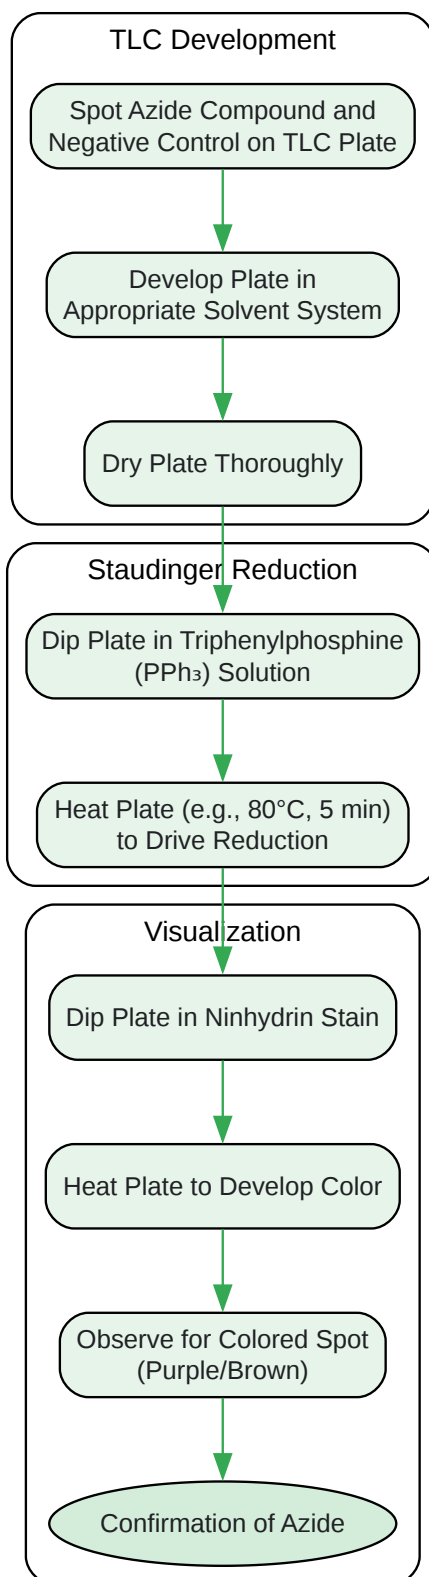 TLC Development
Spot Azide Compound and
Negative Control on TLC Plate
Develop Plate in
Appropriate Solvent System
Dry Plate Thoroughly
Staudinger Reduction
Dip Plate in Triphenylphosphine
(PPh₃) Solution
Heat Plate (e.g., 80°C, 5 min)
to Drive Reduction
Visualization
Dip Plate in Ninhydrin Stain
Heat Plate to Develop Color
Observe for Colored Spot
(Purple/Brown)
Confirmation of Azide